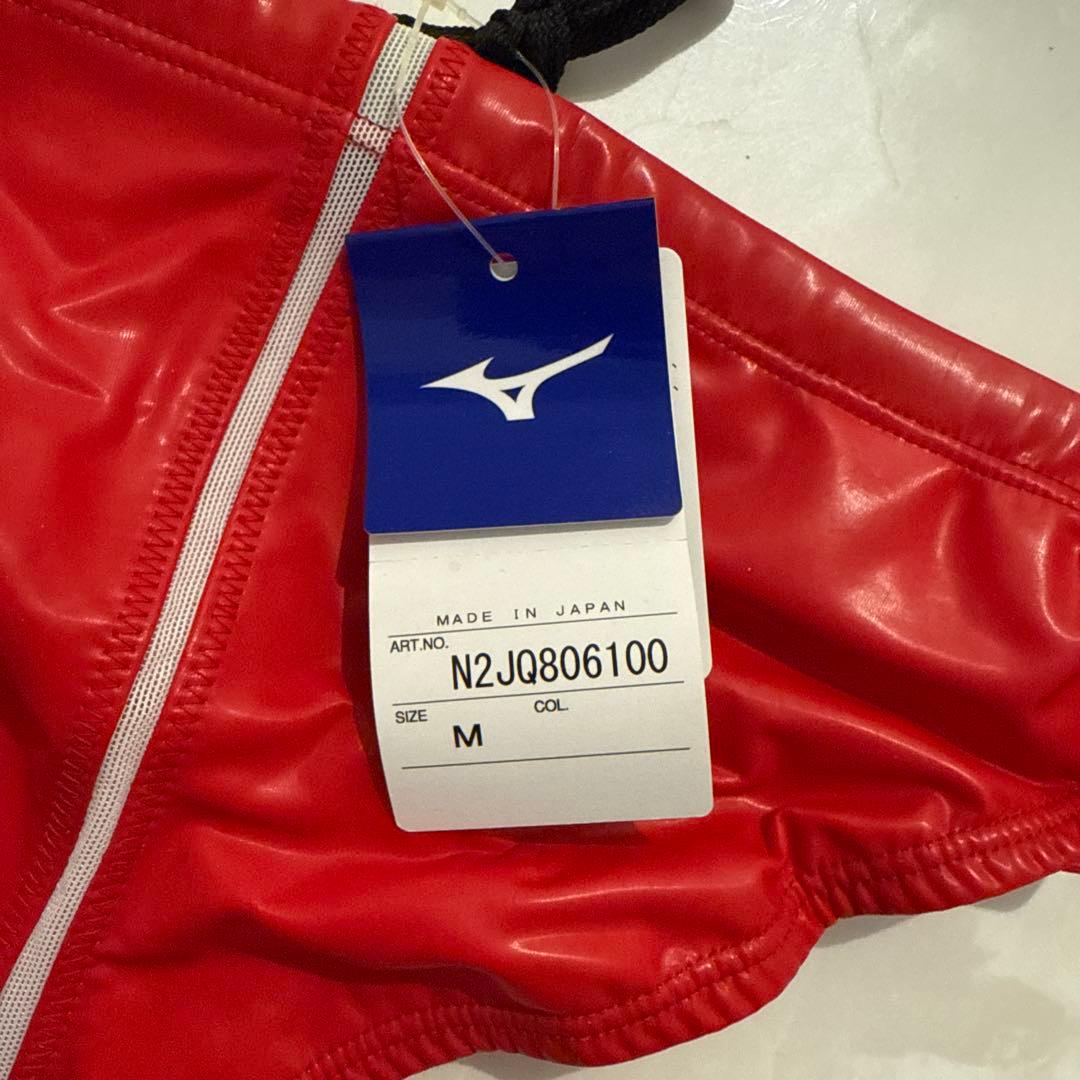 MADE IN JAPAN
ART.NO.
N2JQ806100
SIZE COL.
M